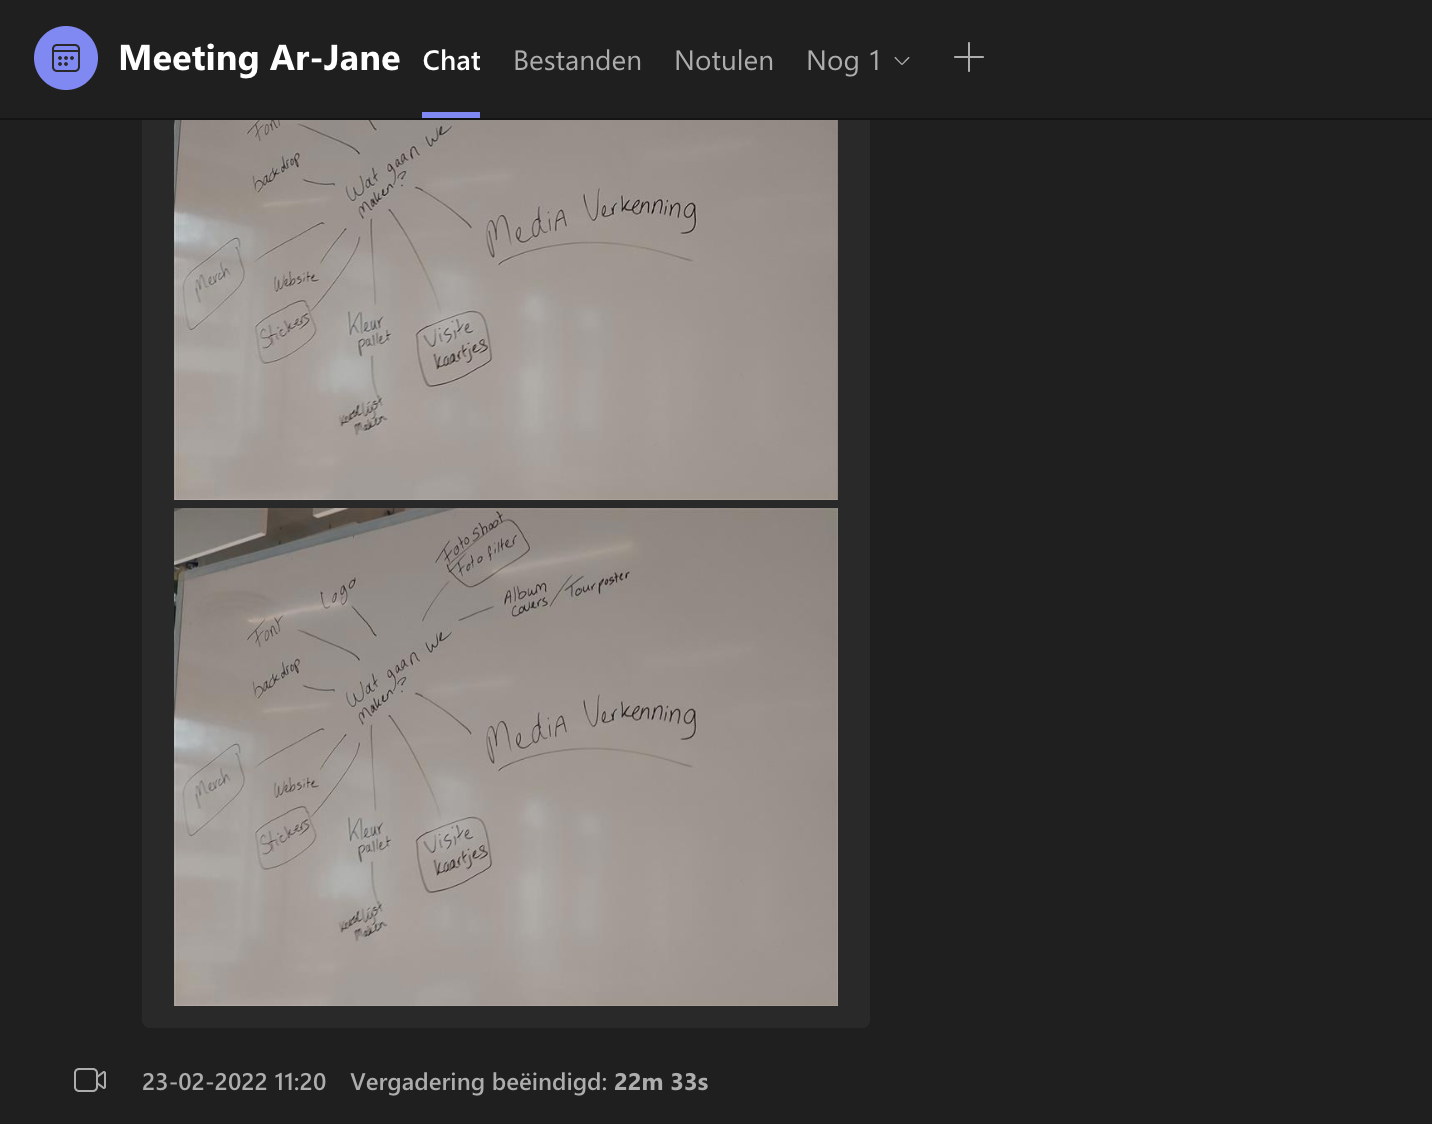 Meeting Ar-Jane
Chat
Bestanden
Notulen
Nog 1
Font
backdrop
Wat gaan we
maken?
Media Verkenning
Merch
Website
Stickers
Kleur
pallet
Visite
kaartjes
maken
Foto shoot
Foto filter
Logo
Album
covers / Tour poster
Font
backdrop
Wat gaan we
maken?
Media Verkenning
Merch
Website
Stickers
Kleur
pallet
Visite
kaartjes
maken
23-02-2022 11:20 Vergadering beëindigd: 22m 33s